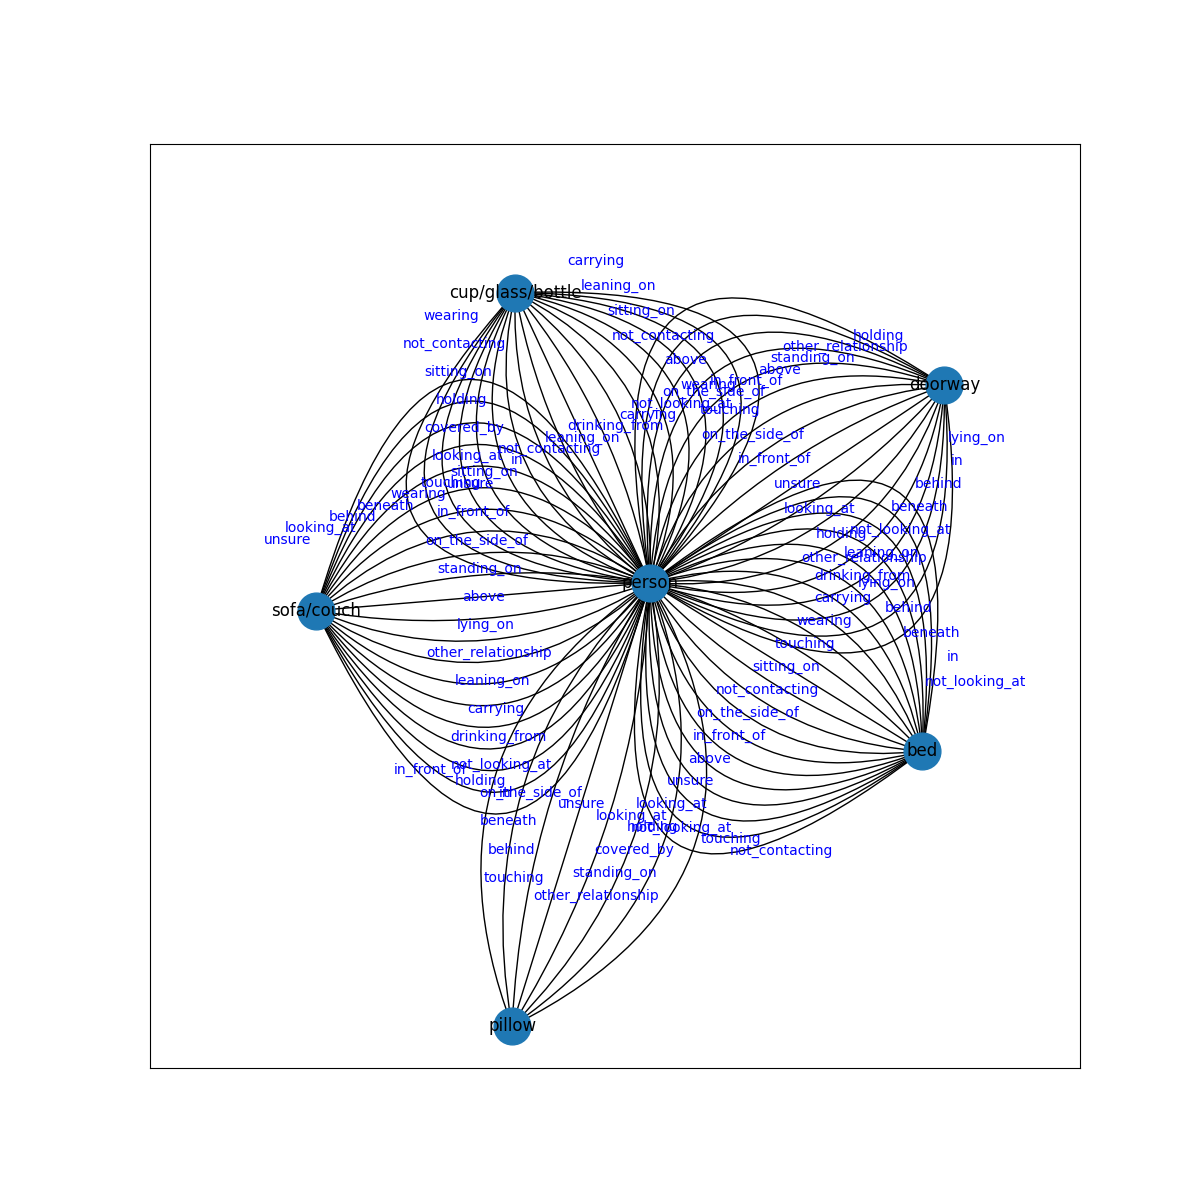 carrying
leaning_on
cup/glass/bottle
sitting_on
wearing
not_contacting
holding
not_contacting
other_relationship
standing_on
above
above
sitting_on
in_front_of
wearing
doorway
on_the_side_of
holding
not_looking_at
touching
carrying
drinking_from
covered_by
on_the_side_of
leaning_on
lying_on
not_contacting
looking_at
in
in_front_of
in
sitting_on
touching
unsure
unsure
behind
wearing
beneath
beneath
looking_at
in_front_of
behind
looking_at
not_looking_at
holding
unsure
on_the_side_of
leaning_on
other_relationship
standing_on
drinking_from
person
lying_on
above
carrying
behind
sofa/couch
wearing
lying_on
beneath
touching
other_relationship
in
sitting_on
leaning_on
not_looking_at
not_contacting
carrying
on_the_side_of
drinking_from
in_front_of
bed
above
not_looking_at
in_front_of
holding
unsure
on_the_side_of
in
unsure
looking_at
looking_at
beneath
holding
not_looking_at
touching
behind
covered_by
not_contacting
standing_on
touching
other_relationship
pillow